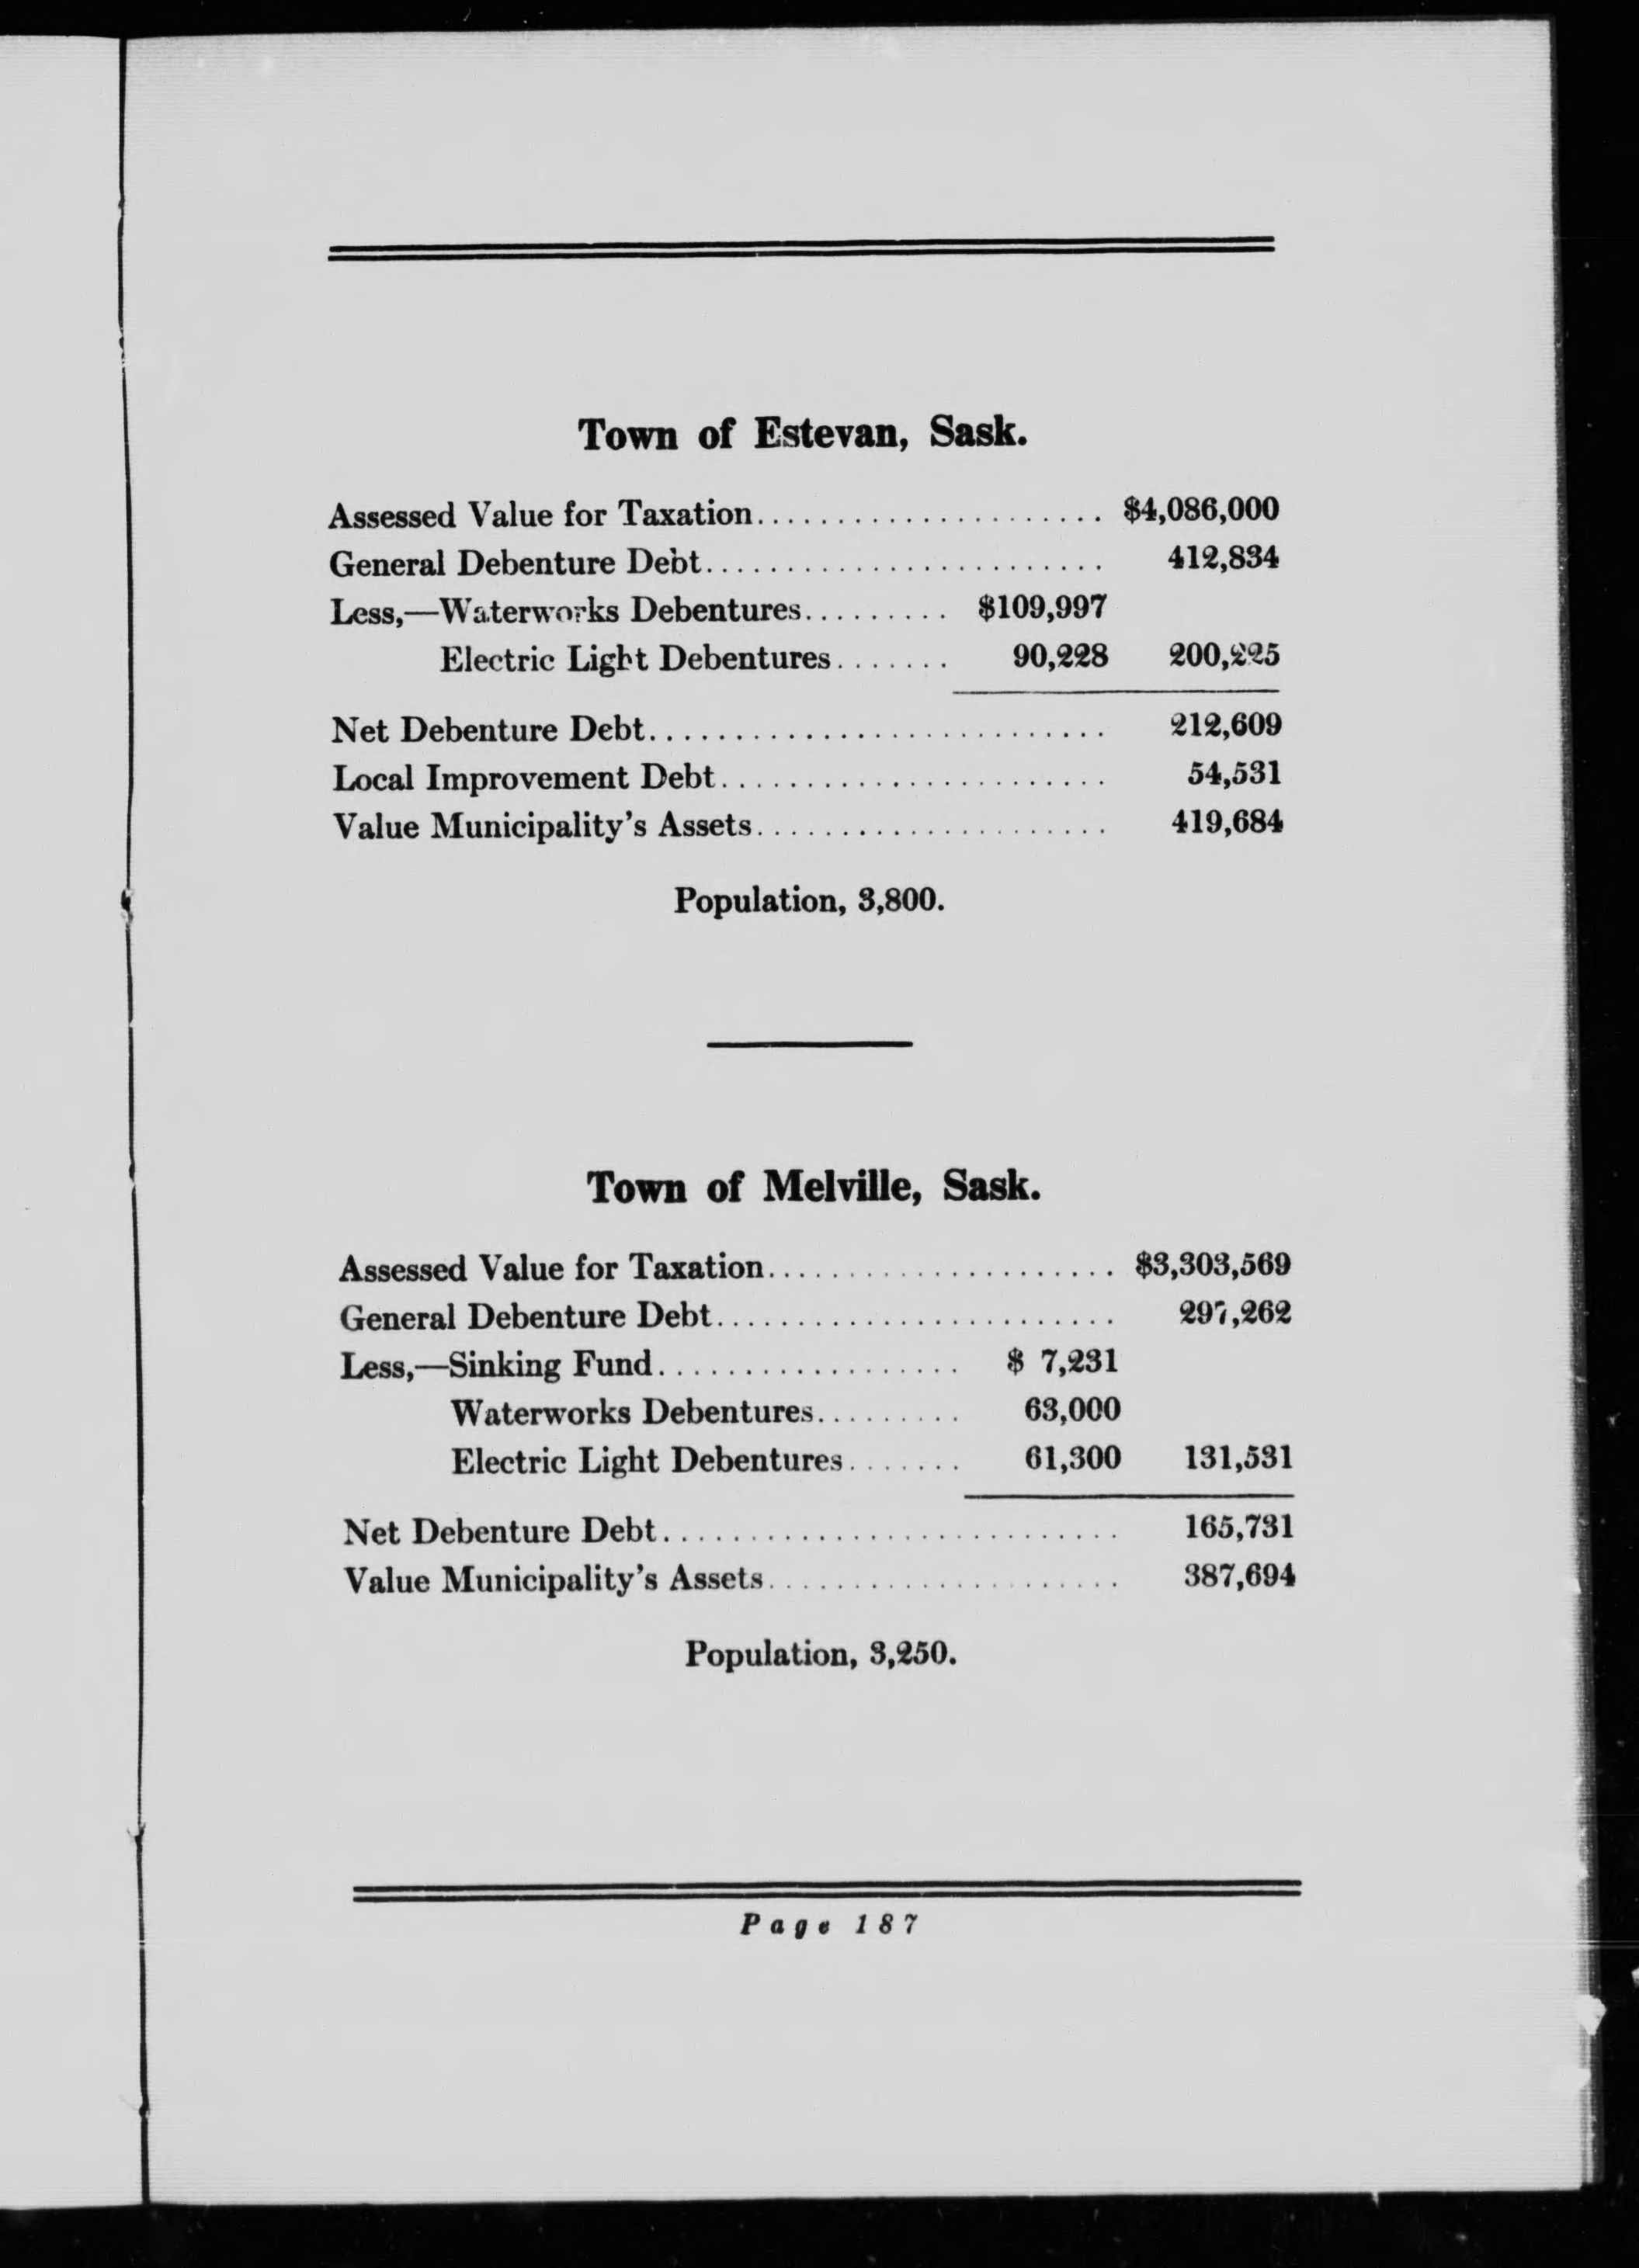 Town of Estevan, Sask.
Assessed Value for Taxation..................... $4,086,000
General Debenture Debt......................... 412,834
Less,—Waterworks Debentures......... $109,997
Electric Light Debentures....... 90,228 200,225
Net Debenture Debt............................ 212,609
Local Improvement Debt........................ 54,531
Value Municipality's Assets..................... 419,684
Population, 3,800.
Town of Melville, Sask.
Assessed Value for Taxation..................... $3,303,569
General Debenture Debt......................... 297,262
Less,—Sinking Fund.................. $ 7,231
Waterworks Debentures......... 63,000
Electric Light Debentures....... 61,300 131,531
Net Debenture Debt............................ 165,731
Value Municipality's Assets..................... 387,694
Population, 3,250.
Page 187